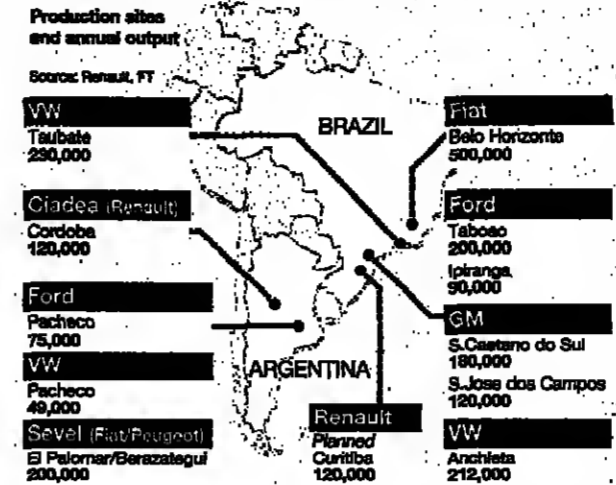 Production sites
and annual output
Source: Renault, FT
BRAZIL
ARGENTINA
VW
Taubate
230,000
Ciadea (Renault)
Cordoba
120,000
Ford
Pacheco
75,000
VW
Pacheco
49,000
Sevel (Fiat/Peugeot)
El Palomar/Berazategui
200,000
Renault
Planned
Curitiba
120,000
Fiat
Belo Horizonte
500,000
Ford
Taboao
200,000
Ipiranga
90,000
GM
S.Caetano do Sul
180,000
S.Jose dos Campos
120,000
VW
Anchieta
212,000